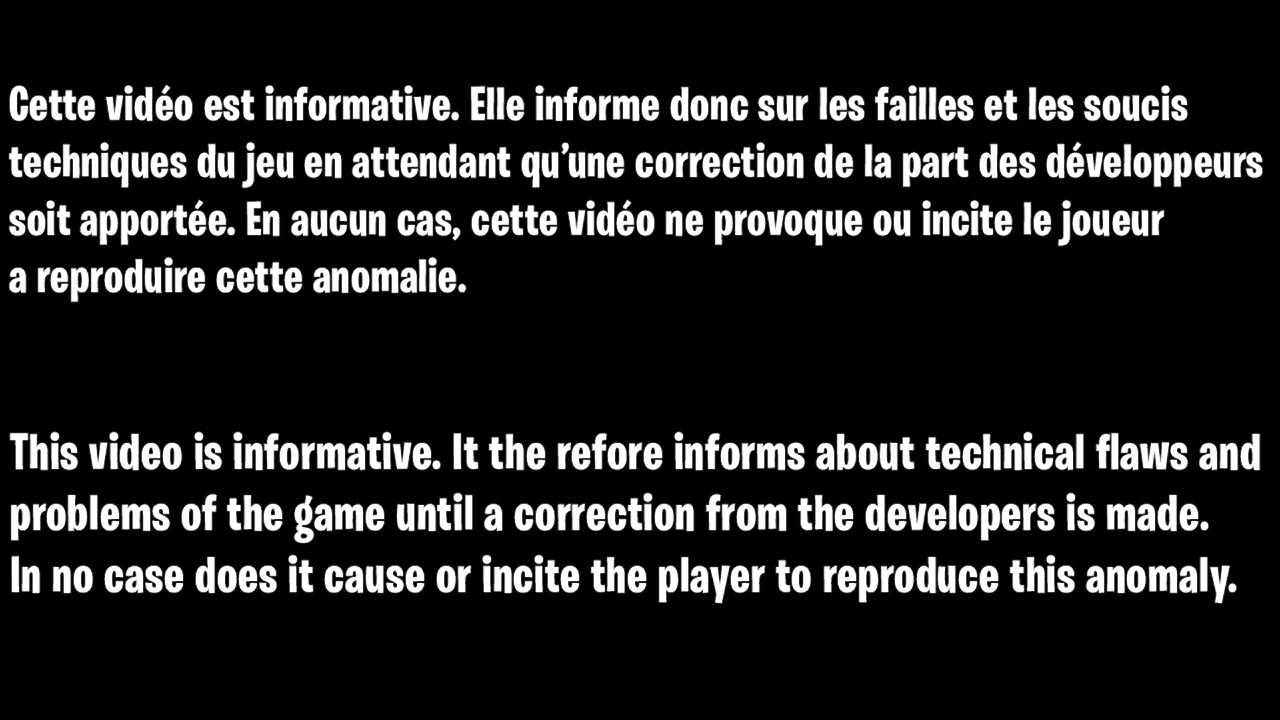 Cette vidéo est informative. Elle informe donc sur les failles et les soucis
techniques du jeu en attendant qu’une correction de la part des développeurs
soit apportée. En aucun cas, cette vidéo ne provoque ou incite le joueur
a reproduire cette anomalie.
This video is informative. It the refore informs about technical flaws and
problems of the game until a correction from the developers is made.
In no case does it cause or incite the player to reproduce this anomaly.